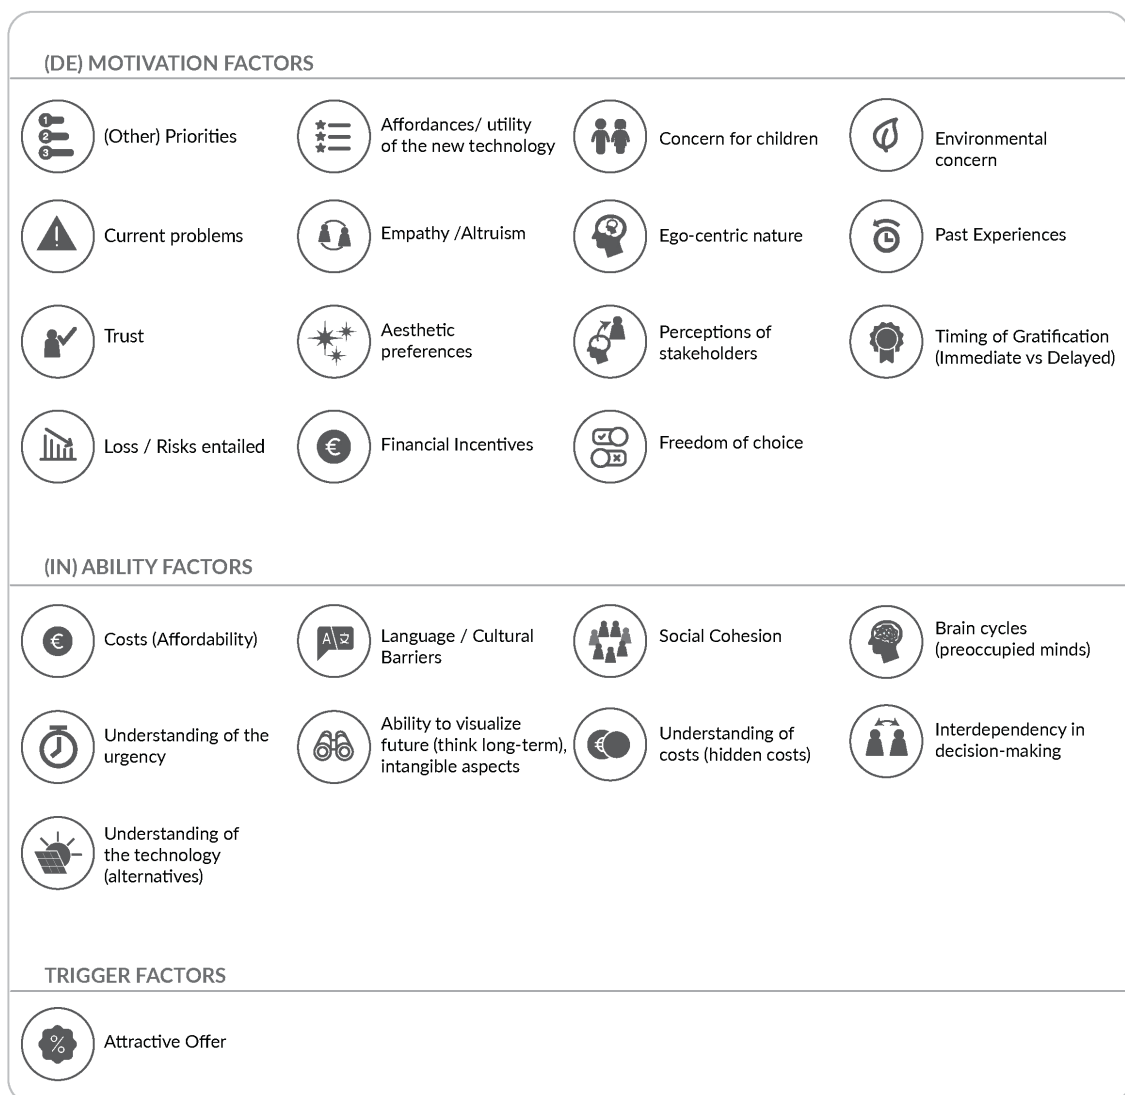 (DE) MOTIVATION FACTORS
1
2
3
(Other) Priorities
Affordances/ utility
of the new technology
Concern for children
Environmental
concern
Current problems
Empathy /Altruism
Ego-centric nature
Past Experiences
Trust
Aesthetic
preferences
Perceptions of
stakeholders
Timing of Gratification
(Immediate vs Delayed)
Loss / Risks entailed
€
Financial Incentives
Freedom of choice
(IN) ABILITY FACTORS
€
Costs (Affordability)
A 文
Language / Cultural
Barriers
Social Cohesion
Brain cycles
(preoccupied minds)
Understanding of the
urgency
Ability to visualize
future (think long-term),
intangible aspects
€
Understanding of
costs (hidden costs)
Interdependency in
decision-making
Understanding of
the technology
(alternatives)
TRIGGER FACTORS
%
Attractive Offer